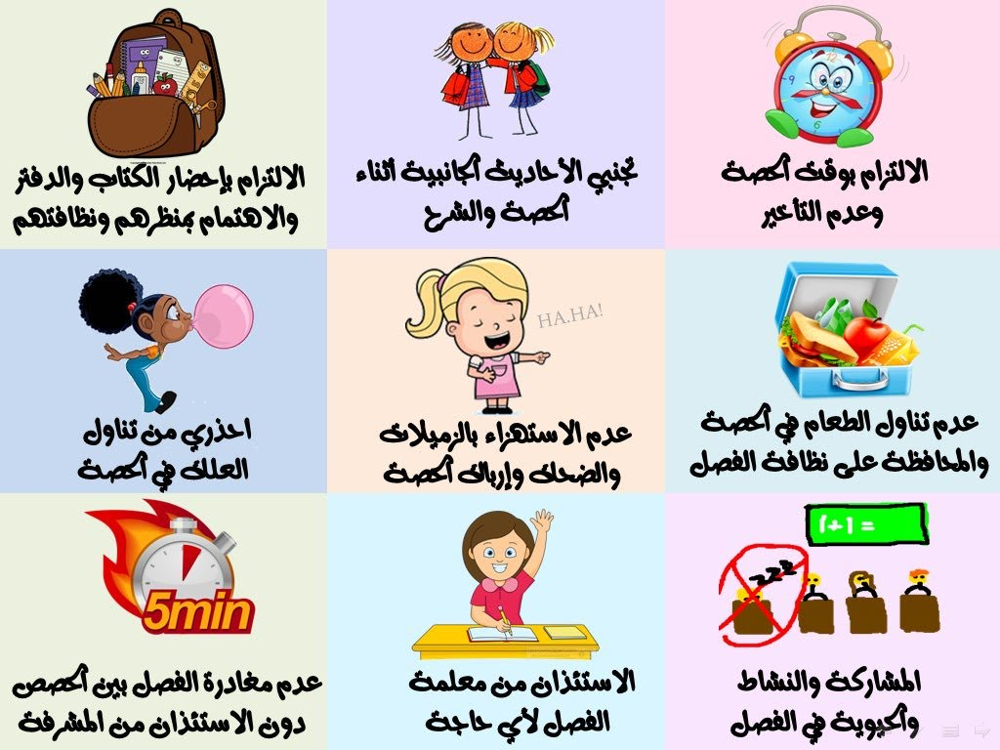 الالتزام بوقت الحصة
وعدم التأخير
تجنبي الأحاديث الجانبية أثناء
الحصة والشرح
الالتزام بإحضار الكتاب والدفتر
والاهتمام بمنظرهم ونظافتهم
عدم تناول الطعام في الحصة
والمحافظة على نظافة الفصل
HA.HA!
عدم الاستهزاء بالزميلات
والضحك وإرباك الحصة
احذري من تناول
العلك في الحصة
1+1 =
zzz
المشاركة والنشاط
والحيوية في الفصل
الاستئذان من معلمة
الفصل لأي حاجة
5min
عدم مغادرة الفصل بين الحصص
دون الاستئذان من المشرفة